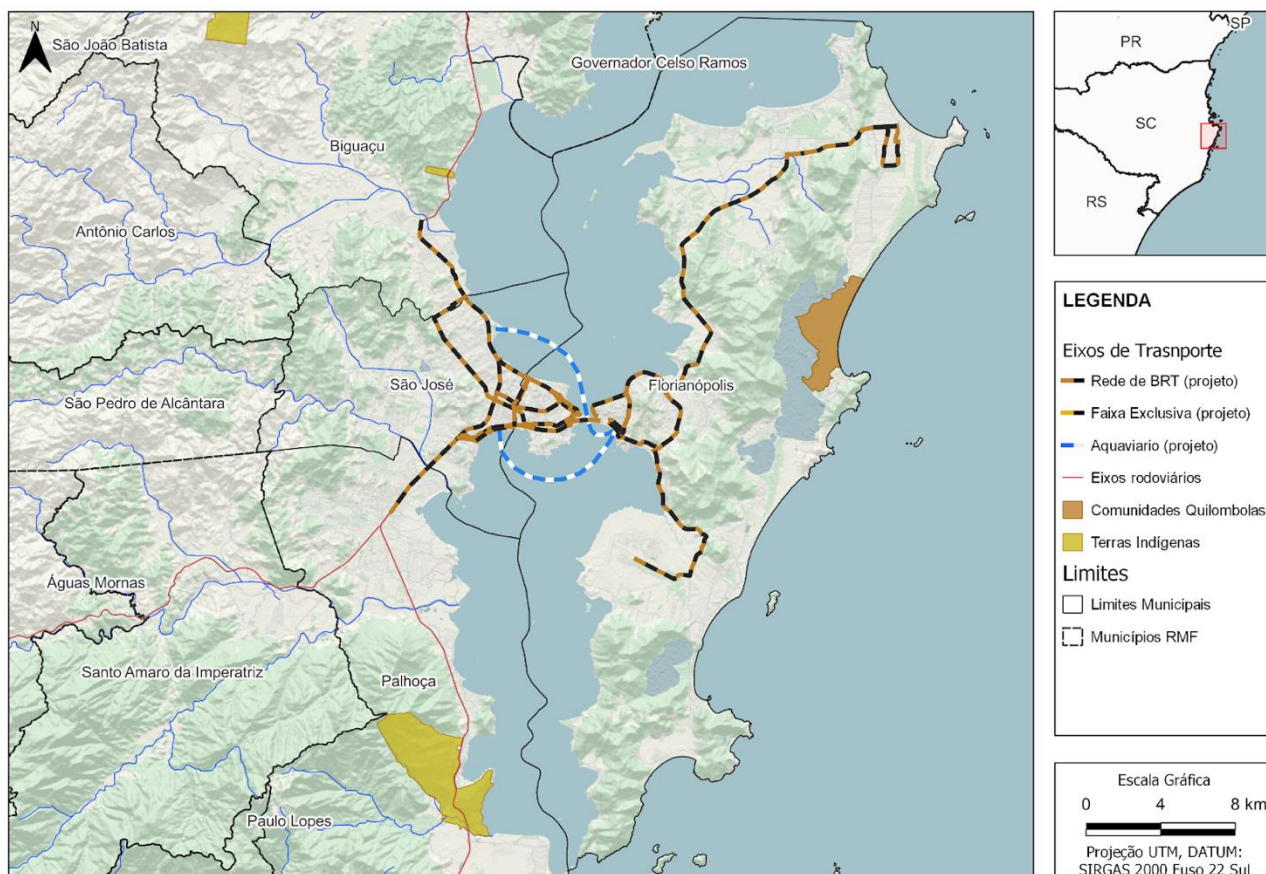 N
São João Batista
Governador Celso Ramos
Biguaçu
Antônio Carlos
São José
Florianópolis
São Pedro de Alcântara
Águas Mornas
Santo Amaro da Imperatriz
Palhoça
Paulo Lopes
SP
PR
SC
RS
LEGENDA
Eixos de Trasnporte
Rede de BRT (projeto)
Faixa Exclusiva (projeto)
Aquaviario (projeto)
Eixos rodoviários
Comunidades Quilombolas
Terras Indígenas
Limites
Limites Municipais
Municípios RMF
Escala Gráfica
0 4 8 km
Projeção UTM, DATUM:
SIRGAS 2000 Fuso 22 Sul